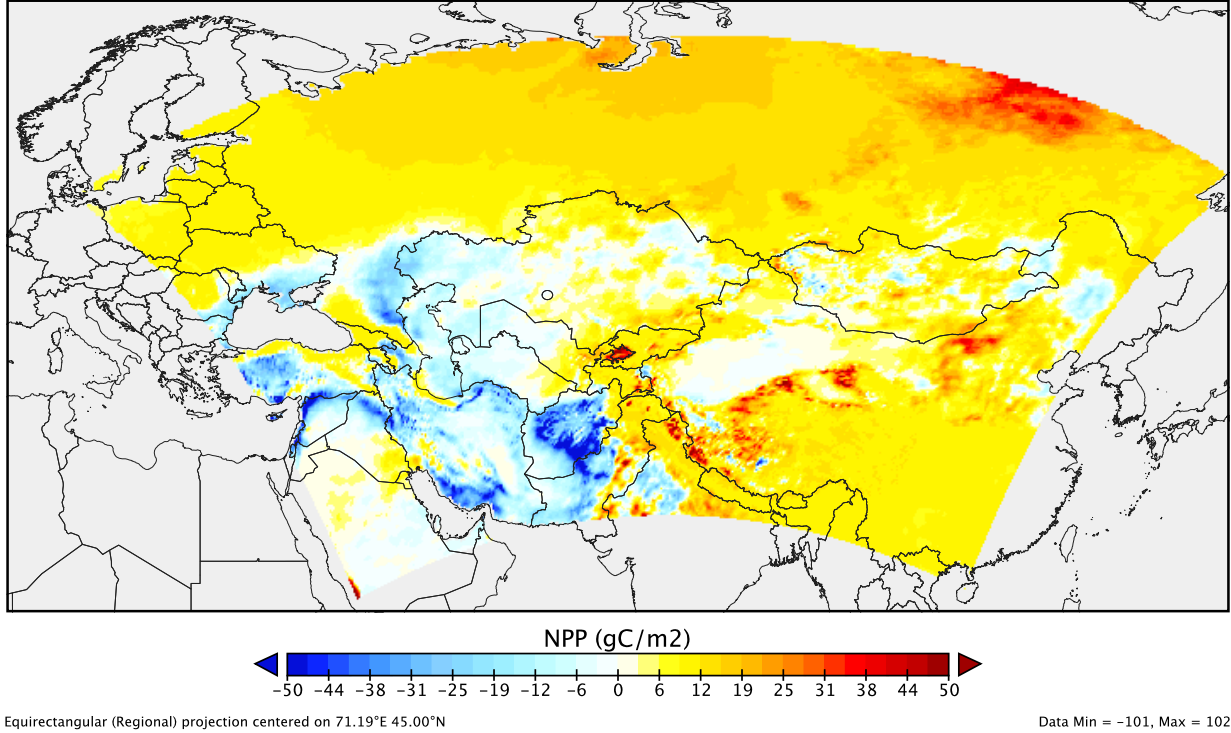 NPP (gC/m2)
−50 −44 −38 −31 −25 −19 −12 −6 0 6 12 19 25 31 38 44 50
Equirectangular (Regional) projection centered on 71.19°E 45.00°N
Data Min = −101, Max = 102